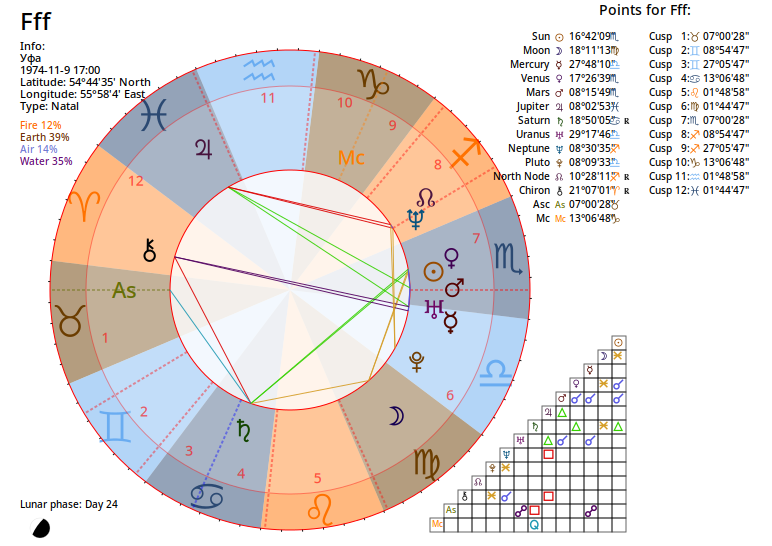 Fff
Info:
Уфа
1974-11-9 17:00
Latitude: 54°44'35' North
Longitude: 55°58'4' East
Type: Natal
Fire 12%
Earth 39%
Air 14%
Water 35%
Points for Fff:
Sun ☉ 16°42'09"♏ Cusp 1:♉ 07°00'28"
Moon ☽ 18°11'13"♍ Cusp 2:♊ 08°54'47"
Mercury ☿ 27°48'10"♎ Cusp 3:♊ 27°05'47"
Venus ♀ 17°26'39"♏ Cusp 4:♋ 13°06'48"
Mars ♂ 08°15'49"♏ Cusp 5:♌ 01°48'58"
Jupiter ♃ 08°02'53"♓ Cusp 6:♍ 01°44'47"
Saturn ♄ 18°50'05"♋ R Cusp 7:♏ 07°00'28"
Uranus ♅ 29°17'46"♎ Cusp 8:♐ 08°54'47"
Neptune ♆ 08°30'35"♐ Cusp 9:♐ 27°05'47"
Pluto ♇ 08°09'33"♎ Cusp 10:♑ 13°06'48"
North Node ☊ 10°28'11"♐ R Cusp 11:♒ 01°48'58"
Chiron ⚷ 21°07'01"♈ R Cusp 12:♓ 01°44'47"
Asc As 07°00'28"♉
Mc Mc 13°06'48"♑
11
10
9
Mc
8
12
7
As
1
6
2
3
4
5
Lunar phase: Day 24
As
Mc
Q